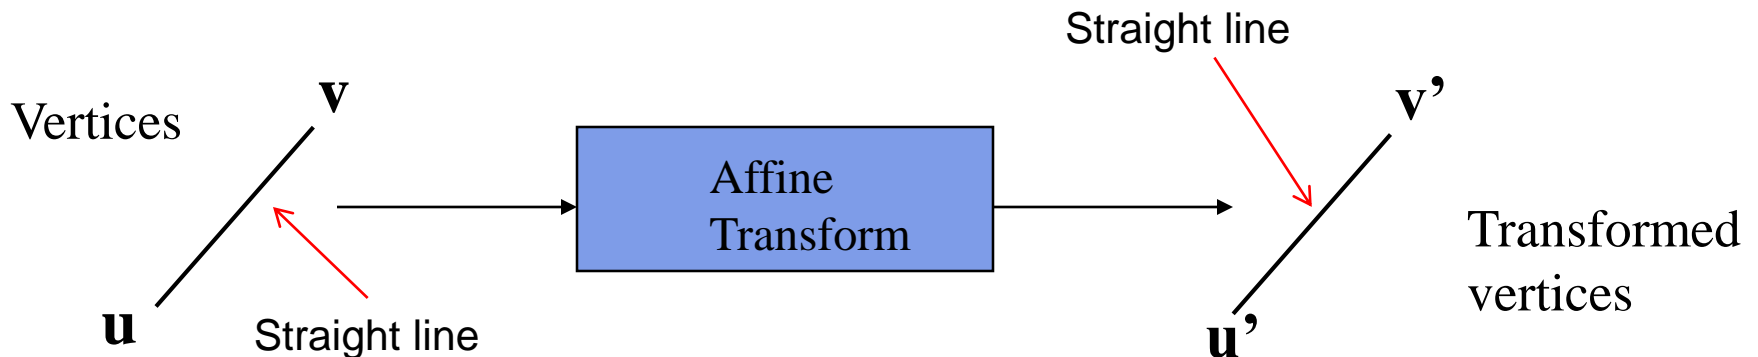 Straight line
v
Vertices
v’
Affine
Transform
Transformed
vertices
u
Straight line
u’